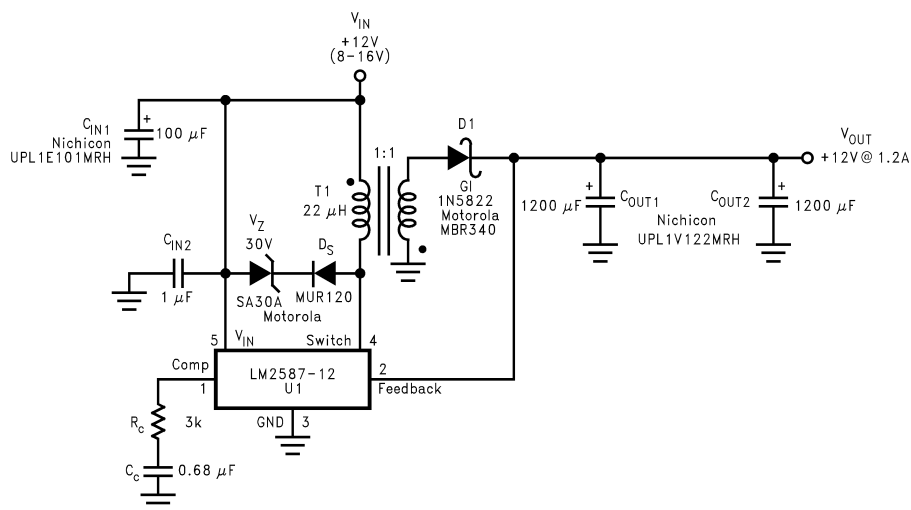 V_IN
+12V
(8-16V)
C_IN1
Nichicon
UPL1E101MRH
+
100 μF
1:1
T1
22 μH
D1
GI
1N5822
Motorola
MBR340
V_OUT
+12V @ 1.2A
+
1200 μF
C_OUT1
Nichicon
UPL1V122MRH
C_OUT2
+
1200 μF
C_IN2
1 μF
V_Z
30V
SA30A
D_S
MUR120
Motorola
5
V_IN
Switch
4
Comp
1
LM2587-12
U1
2
Feedback
GND
3
R_c
3k
C_c
0.68 μF